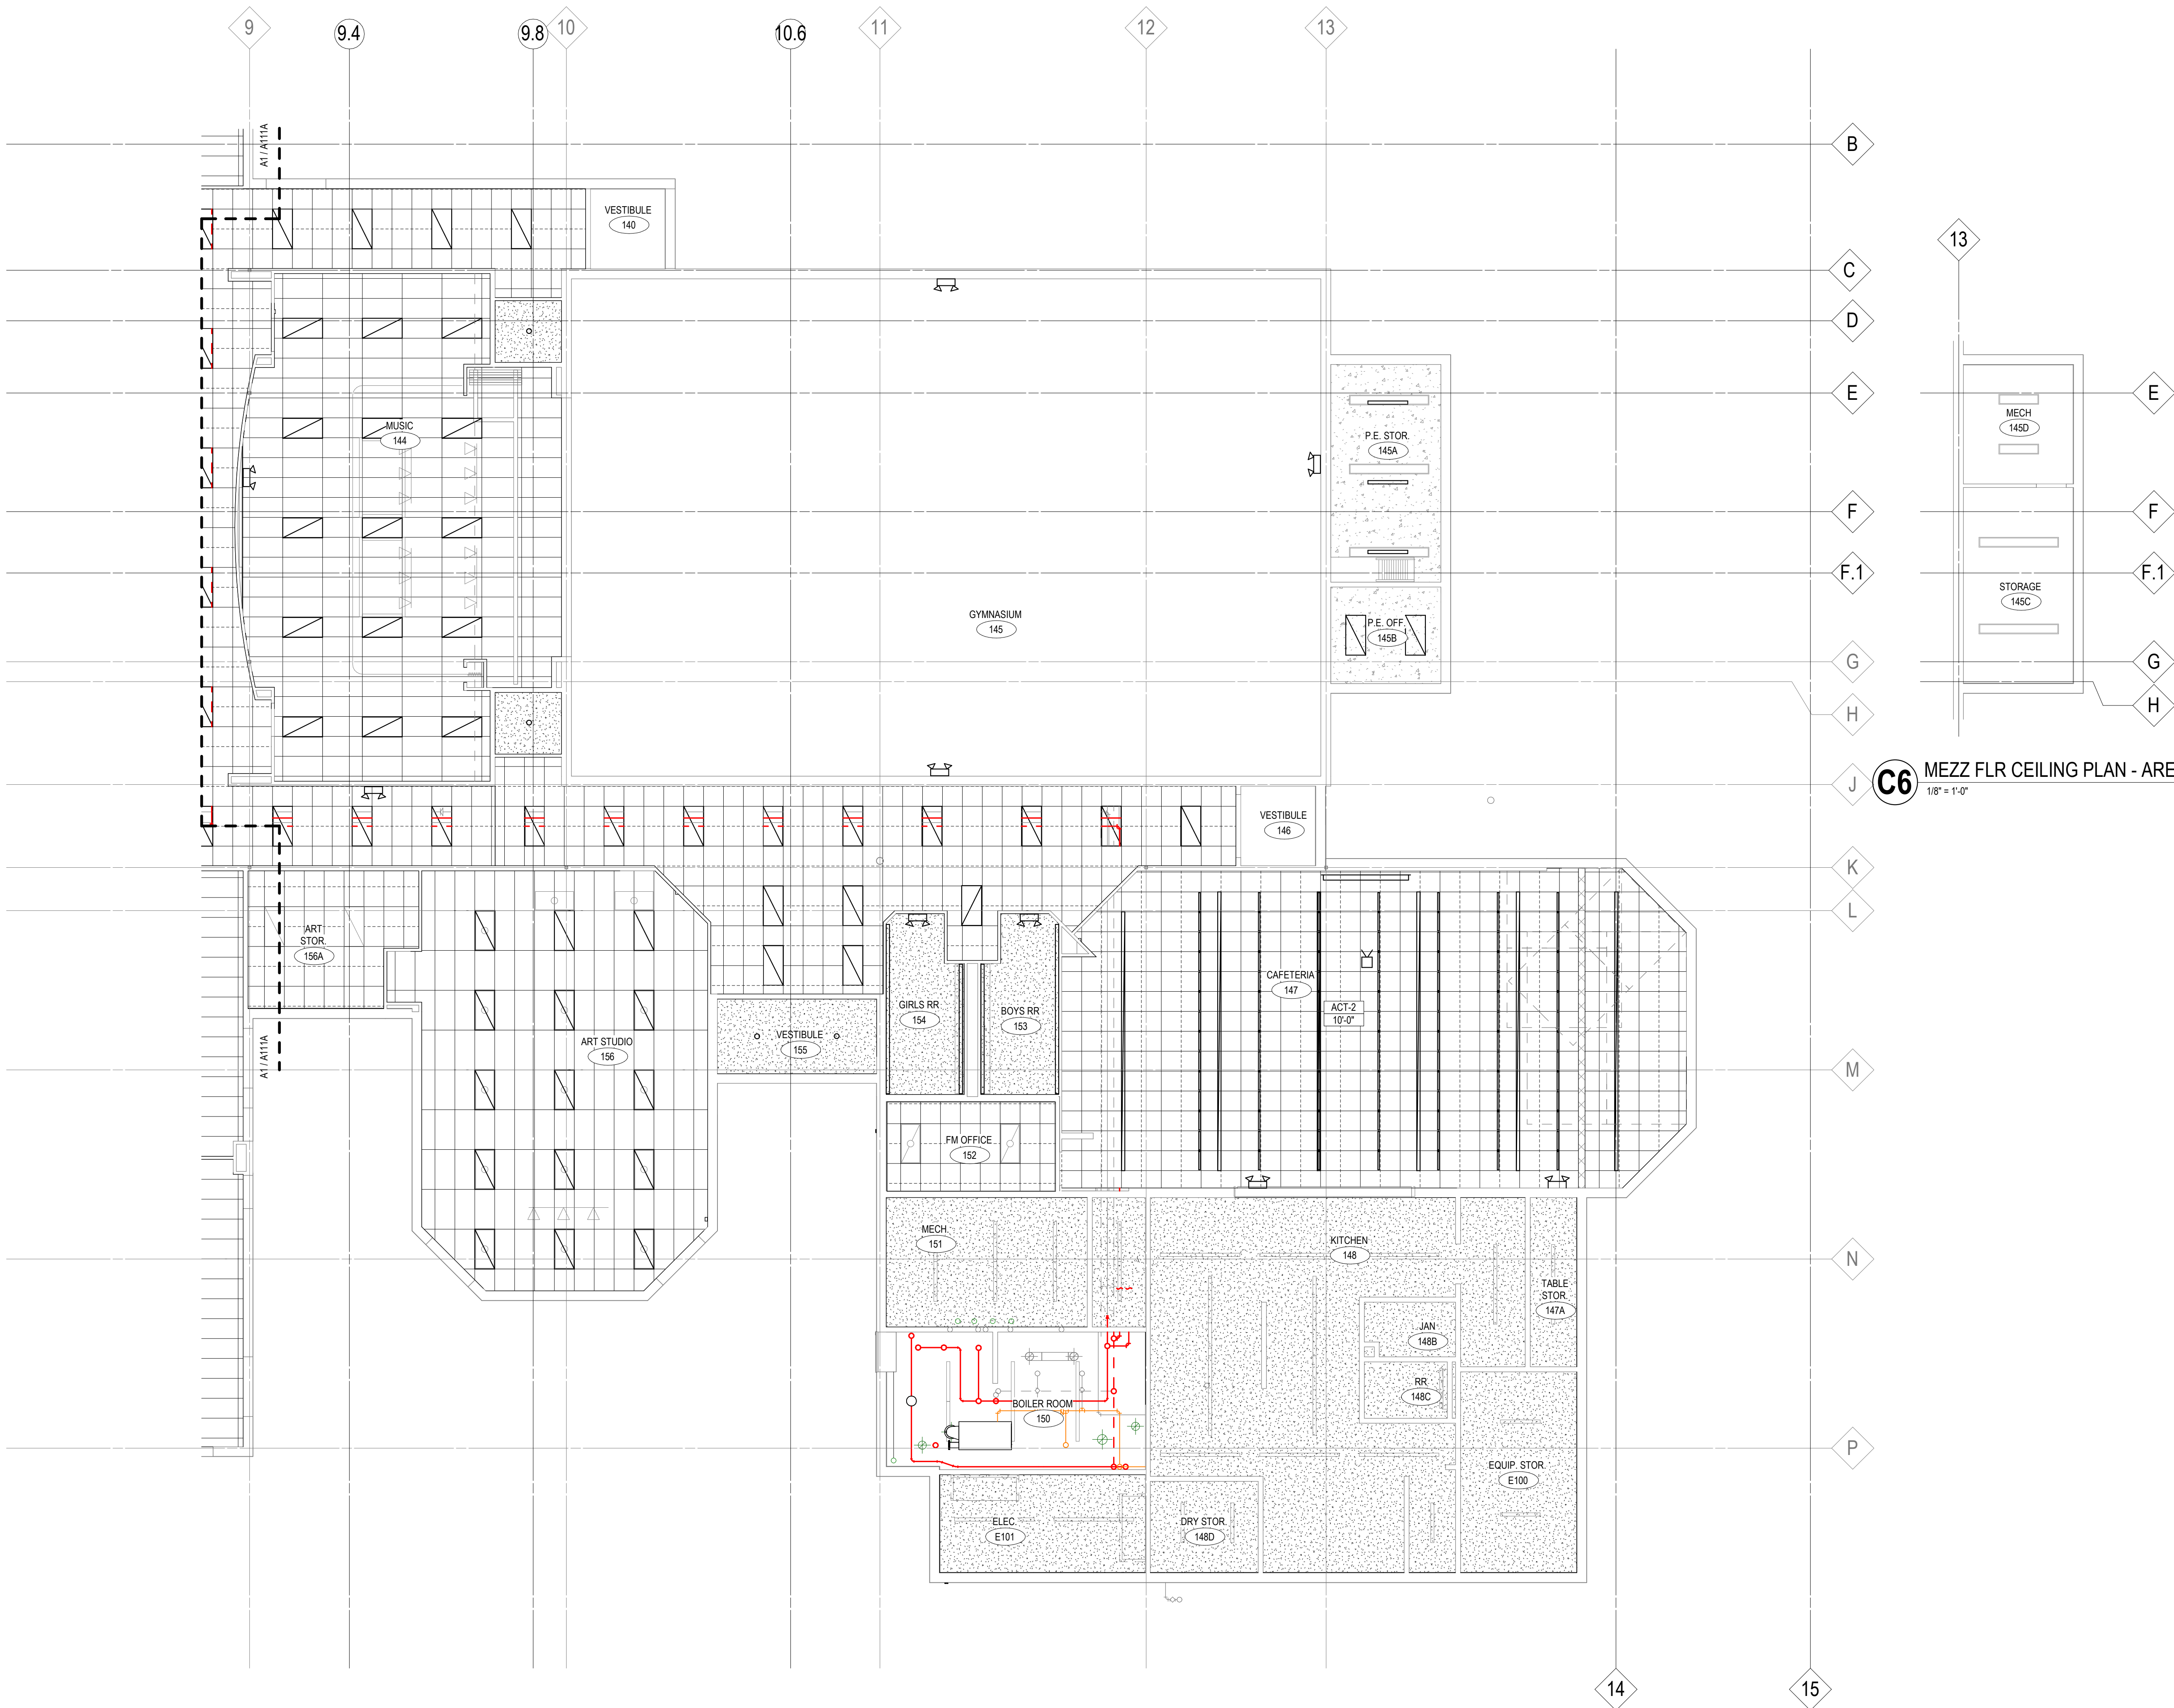 9
9.4
9.8
10
10.6
11
12
13
A1 / A111A
B
VESTIBULE
140
13
C
D
E
MUSIC
144
P.E. STOR.
145A
MECH
145D
E
F
F
F.1
F.1
STORAGE
145C
GYMNASIUM
145
P.E. OFF.
145B
G
G
H
H
J
C6
MEZZ FLR CEILING PLAN - ARE
1/8" = 1'-0"
VESTIBULE
146
K
L
ART
STOR.
156A
CAFETERIA
147
ACT-2
10'-0"
GIRLS RR
154
BOYS RR
153
VESTIBULE
155
ART STUDIO
156
A1 / A111A
M
FM OFFICE
152
MECH.
151
KITCHEN
148
N
TABLE
STOR.
147A
JAN
148B
RR
148C
BOILER ROOM
150
P
EQUIP. STOR.
E100
ELEC.
E101
DRY STOR.
148D
14
15